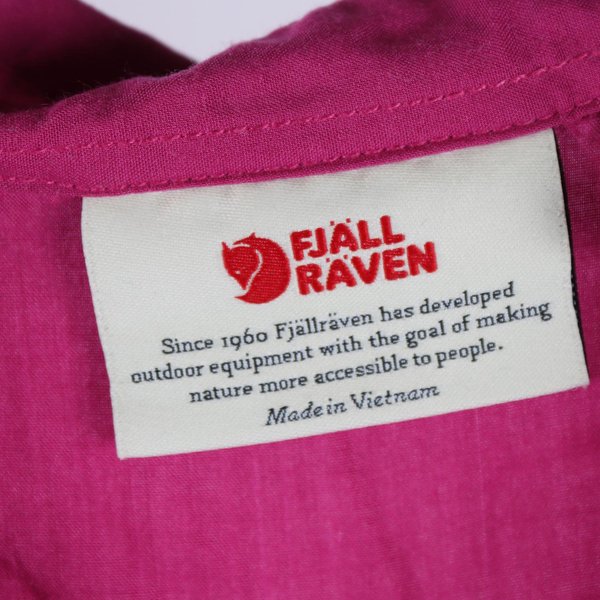 FJÄLL
RÄVEN
Since 1960 Fjällräven has developed
outdoor equipment with the goal of making
nature more accessible to people.
Made in Vietnam